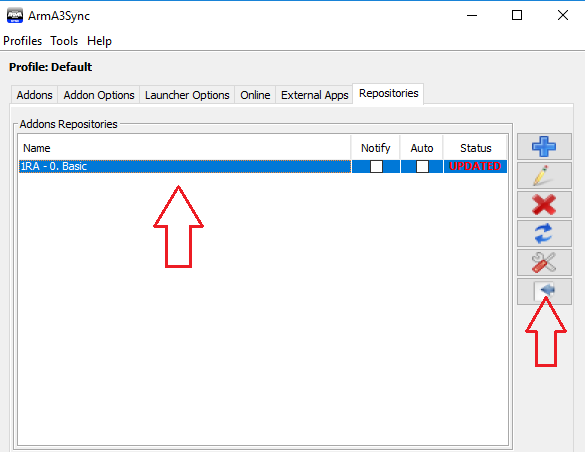 ArmA3Sync
Profiles Tools Help
Profile: Default
Addons Addon Options Launcher Options Online External Apps Repositories
Addons Repositories
Name Notify Auto Status
1RA - 0. Basic UPDATED